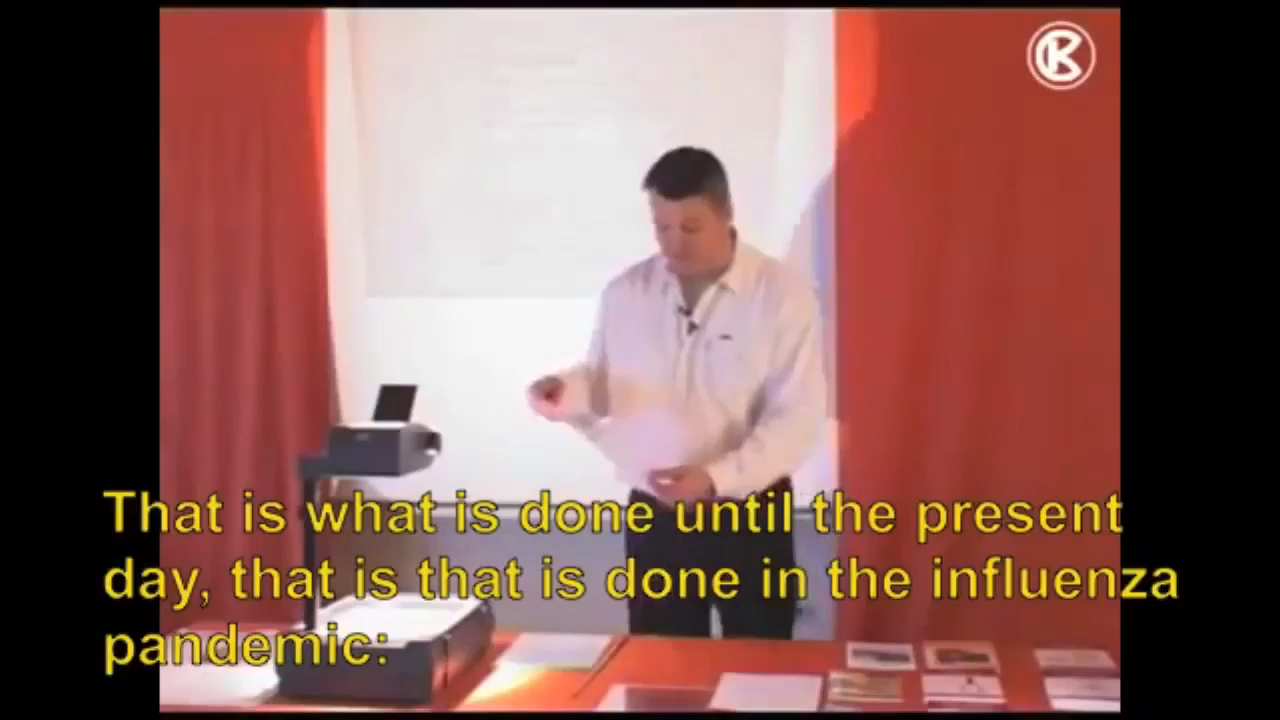 That is what is done until the present
day, that is that is done in the influenza
pandemic: